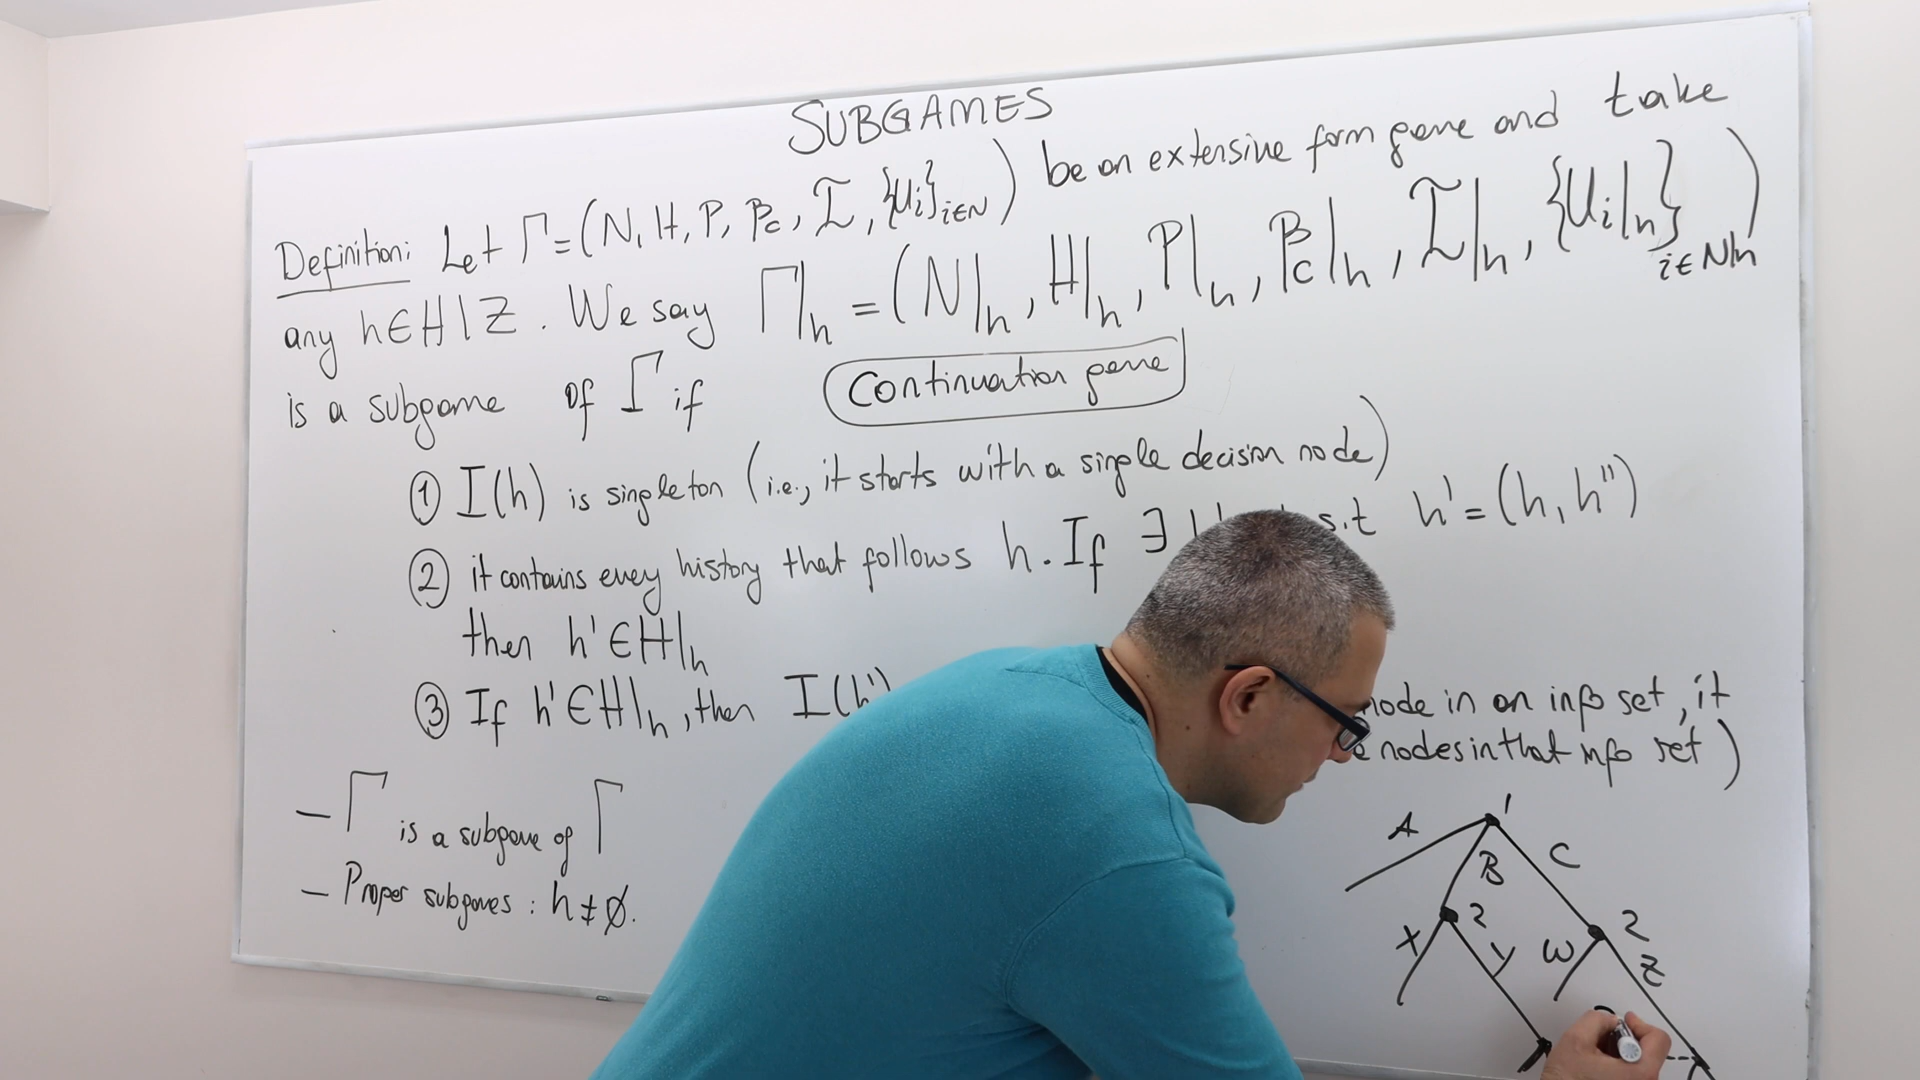 SUBGAMES
Definition: Let Γ = (N, H, P, βc, I, {ui}i∈N) be an extensive form game and take
any h∈H|Z. We say Γ|h = (N|h, H|h, P|h, βc|h, I|h, {ui|h}i∈N|h)
is a subgame of Γ if
Continuation game
① I(h) is singleton (i.e., it starts with a single decision node)
② it contains every history that follows h. If ∃ s.t h' = (h, h'')
then h' ∈ H|h
③ If h' ∈ H|h, then I(h') node in an info set, it
nodes in that info set)
– Γ is a subgame of Γ
– Proper subgames: h ≠ ∅.
1
A
B
C
2
2
X
Y
W
Z